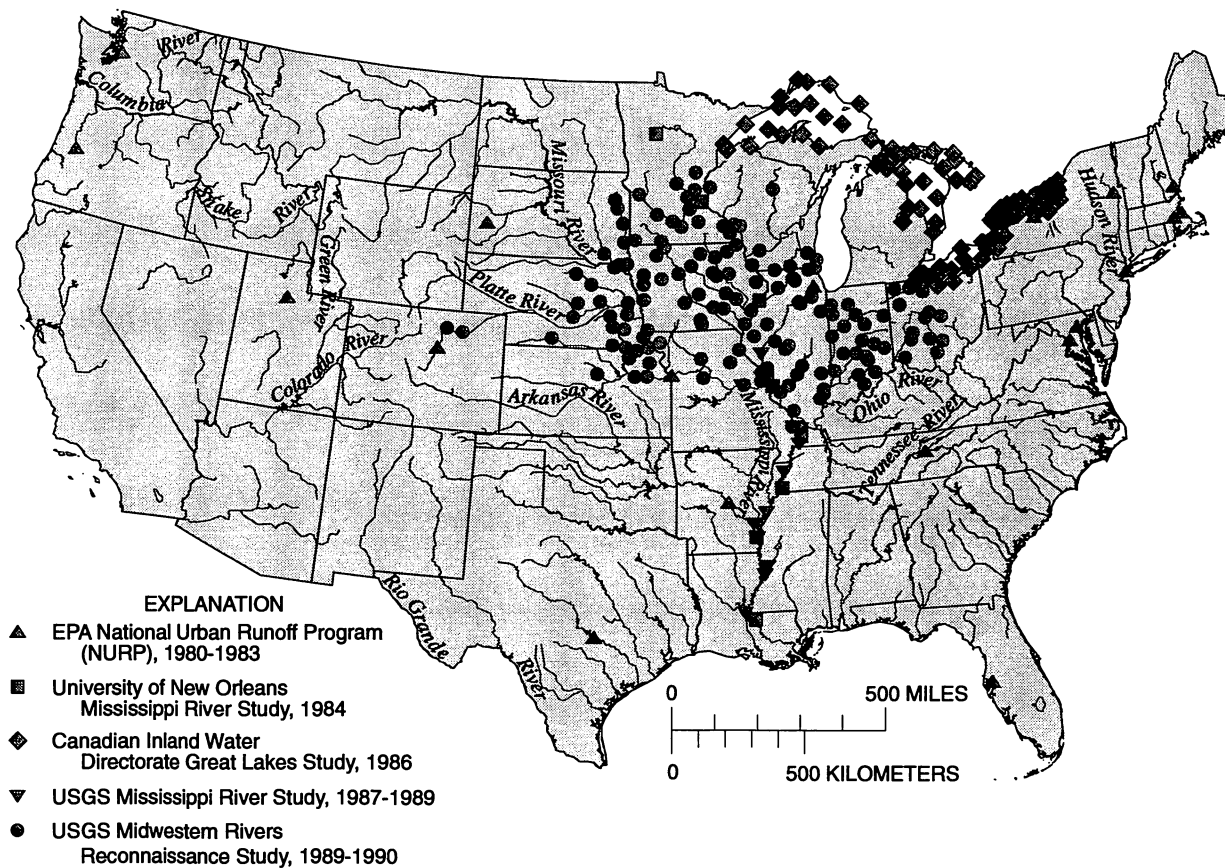 Columbia
River
Snake
River
Green River
Colorado River
Missouri River
Platte River
Arkansas River
Mississippi River
Ohio River
Tennessee River
Hudson River
Rio Grande
River
EXPLANATION
EPA National Urban Runoff Program
(NURP), 1980-1983
University of New Orleans
Mississippi River Study, 1984
Canadian Inland Water
Directorate Great Lakes Study, 1986
USGS Mississippi River Study, 1987-1989
USGS Midwestern Rivers
Reconnaissance Study, 1989-1990
0 500 MILES
0 500 KILOMETERS